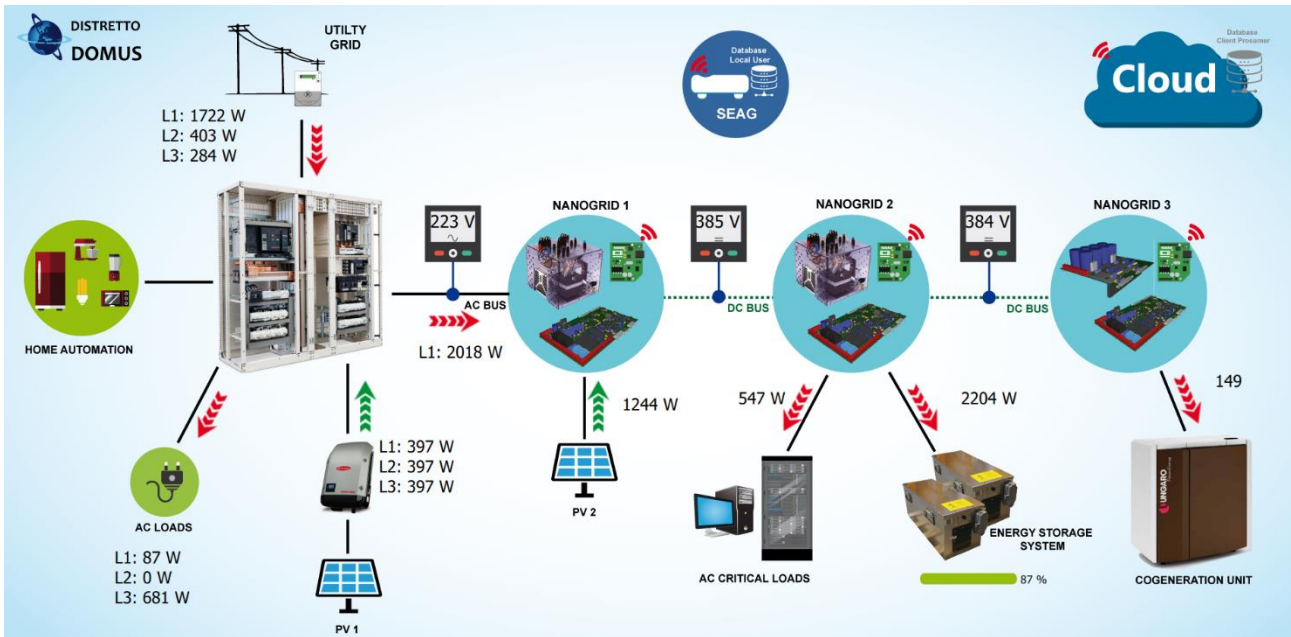 DISTRETTO
DOMUS
UTILTY
GRID
L1: 1722 W
L2: 403 W
L3: 284 W
Database
Local User
SEAG
Database
Client Prosumer
Cloud
HOME AUTOMATION
223 V
AC BUS
L1: 2018 W
NANOGRID 1
385 V
DC BUS
NANOGRID 2
384 V
DC BUS
NANOGRID 3
AC LOADS
L1: 87 W
L2: 0 W
L3: 681 W
L1: 397 W
L2: 397 W
L3: 397 W
PV 1
1244 W
PV 2
547 W
AC CRITICAL LOADS
2204 W
ENERGY STORAGE
SYSTEM
87 %
149
UNGARO
COGENERATION UNIT